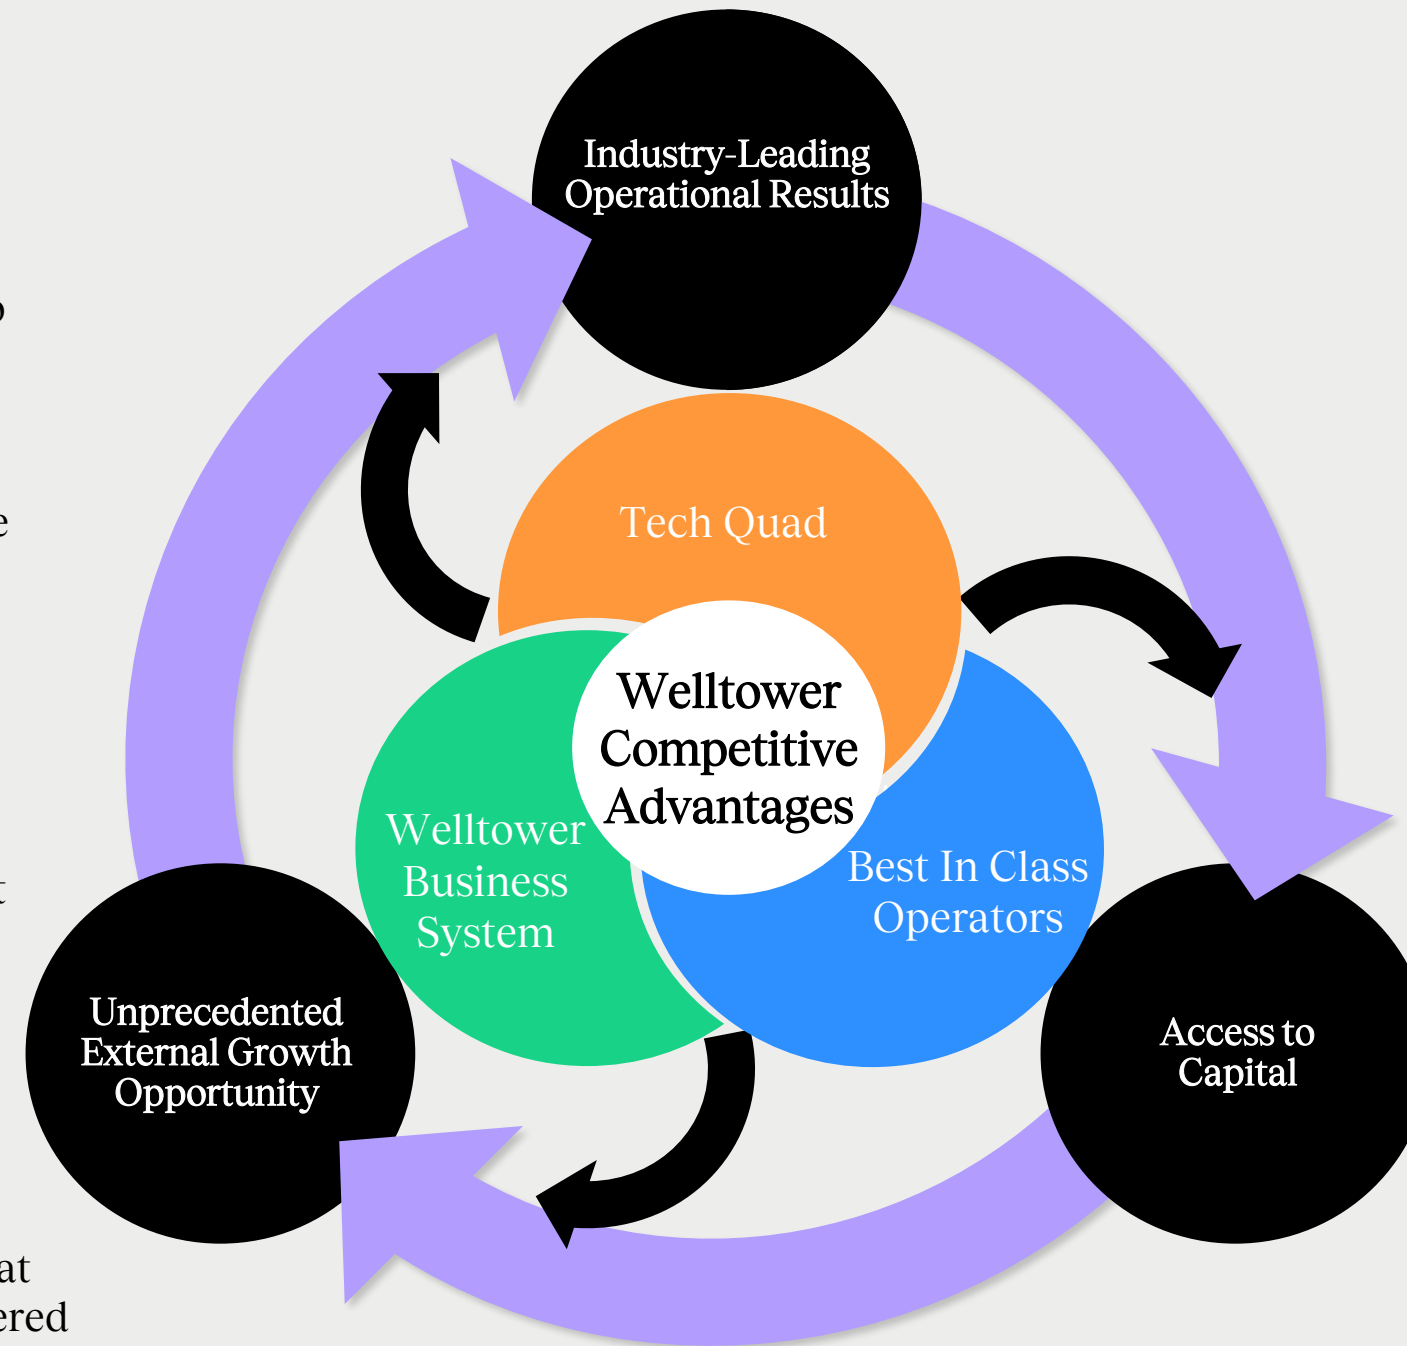 Industry-Leading
Operational Results
Tech Quad
Welltower
Competitive
Advantages
Welltower
Business
System
Best In Class
Operators
Unprecedented
External Growth
Opportunity
Access to
Capital
at
ered